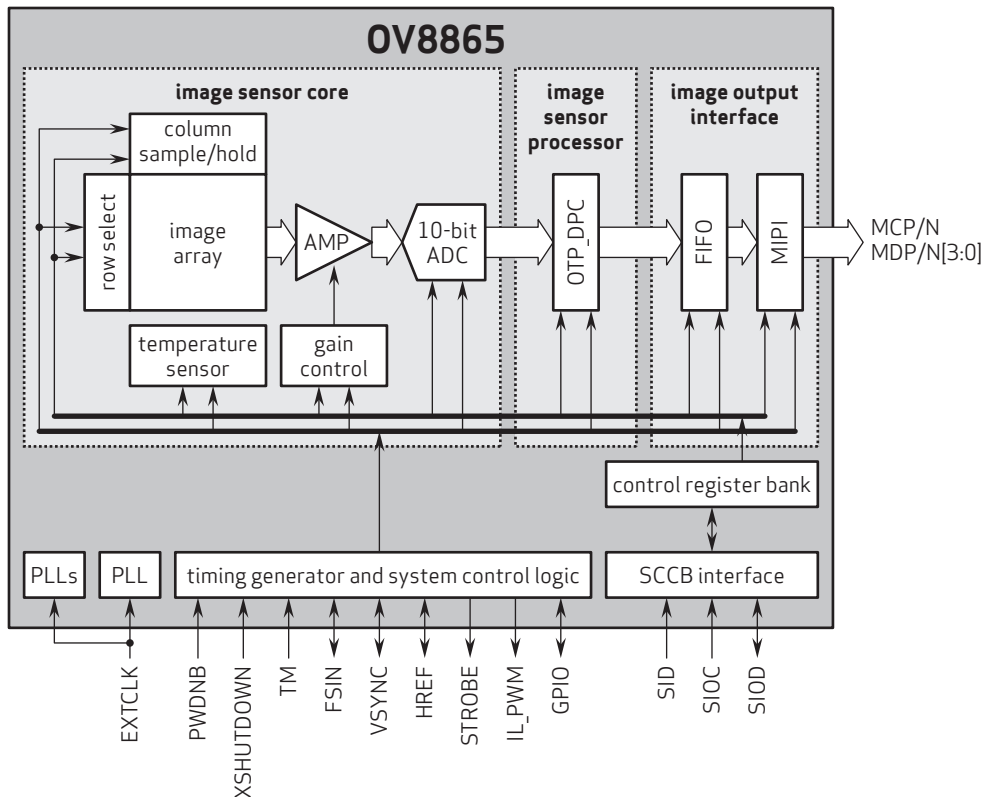 OV8865
image sensor core
image
sensor
processor
image output
interface
column
sample/hold
row select
image
array
AMP
10-bit
ADC
OTP_DPC
FIFO
MIPI
MCP/N
MDP/N[3:0]
temperature
sensor
gain
control
control register bank
PLLs
PLL
timing generator and system control logic
SCCB interface
EXTCLK
PWDNB
XSHUTDOWN
TM
FSIN
VSYNC
HREF
STROBE
IL_PWM
GPIO
SID
SIOC
SIOD